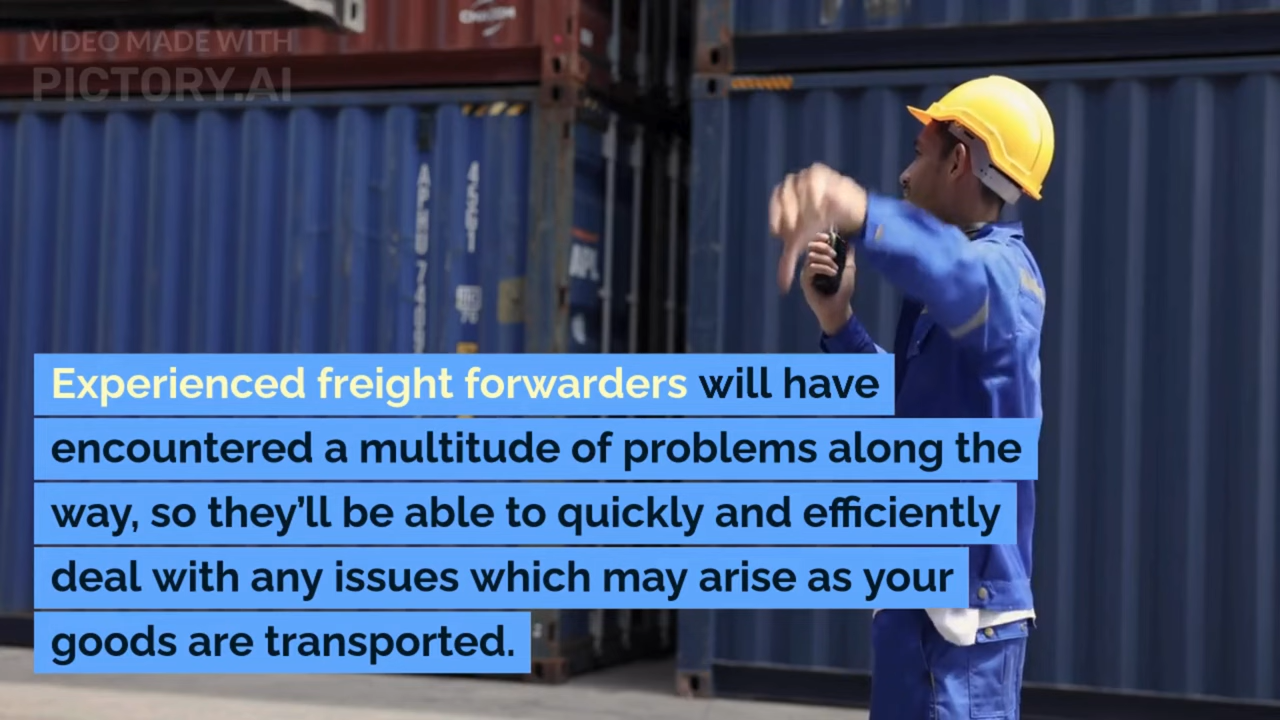 VIDEO MADE WITH
PICTORY.AI
APL
4561
Experienced freight forwarders will have
encountered a multitude of problems along the
way, so they’ll be able to quickly and efficiently
deal with any issues which may arise as your
goods are transported.